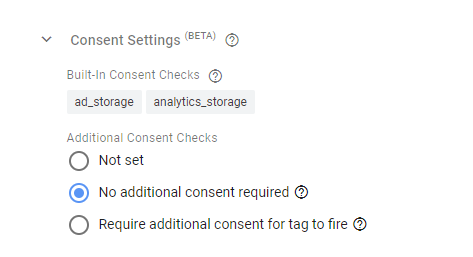 Consent Settings (BETA)
Built-In Consent Checks
ad_storage analytics_storage
Additional Consent Checks
Not set
No additional consent required
Require additional consent for tag to fire